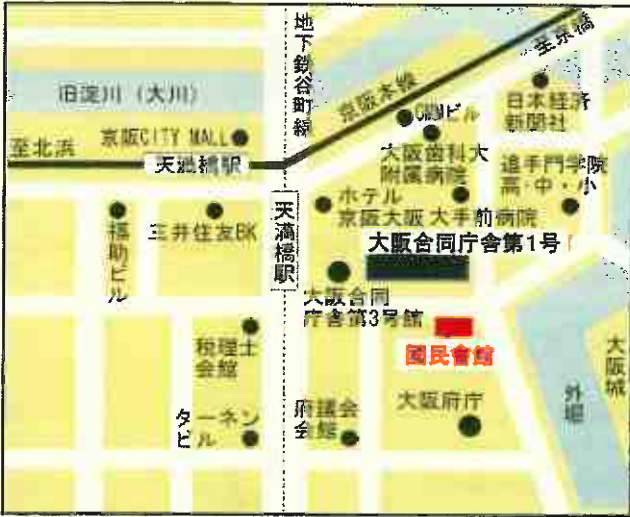 地下鉄谷町線
至京橋
旧淀川（大川）
京阪本線
OMMビル
日本経済
新聞社
至北浜
京阪CITY MALL
天満橋駅
大阪歯科大
附属病院
追手門学院
高・中・小
ホテル
京阪大阪
大手前病院
福助ビル
三井住友BK
天満橋駅
大阪合同庁舎第1号
大阪合同
庁舎第3号館
國民會館
税理士
会館
大阪城
外堀
ターネン
ビル
府議会
会館
大阪府庁